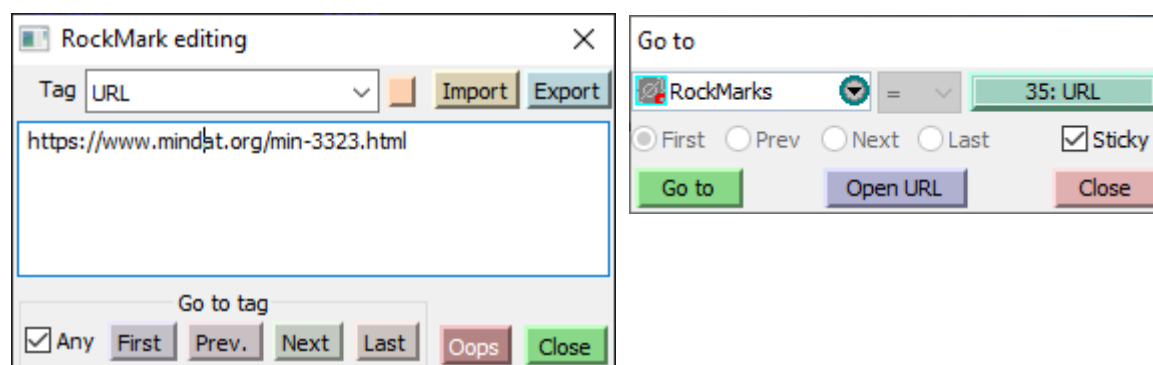 RockMark editing
Tag URL Import Export
https://www.mindat.org/min-3323.html
Go to tag
Any First Prev. Next Last Oops Close
Go to
RockMarks = 35: URL
First Prev Next Last Sticky
Go to Open URL Close